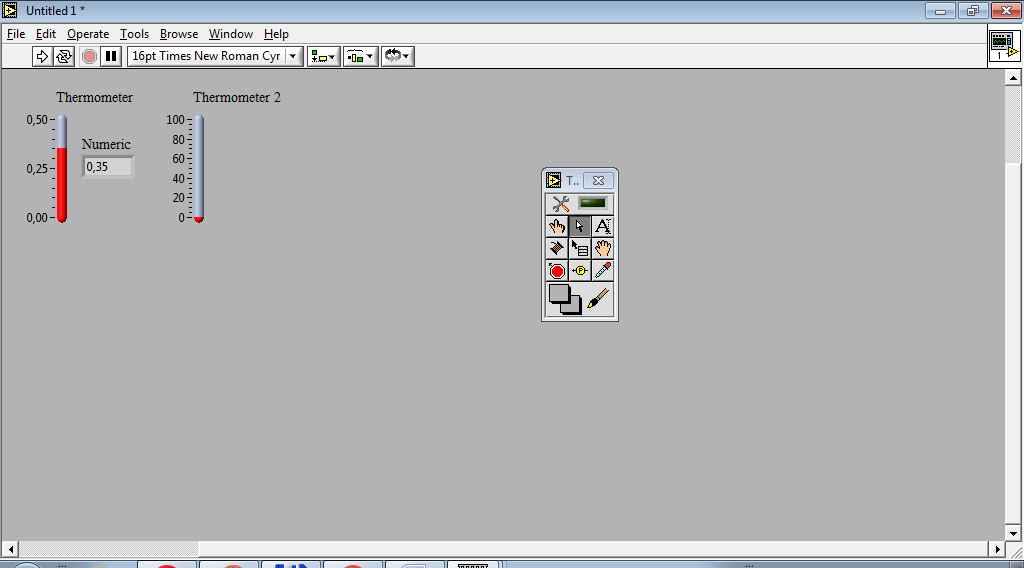 Untitled 1 *
File Edit Operate Tools Browse Window Help
16pt Times New Roman Cyr
1
Thermometer
0,50
0,25
0,00
Numeric
0,35
Thermometer 2
100
80
60
40
20
0
T..
A
P